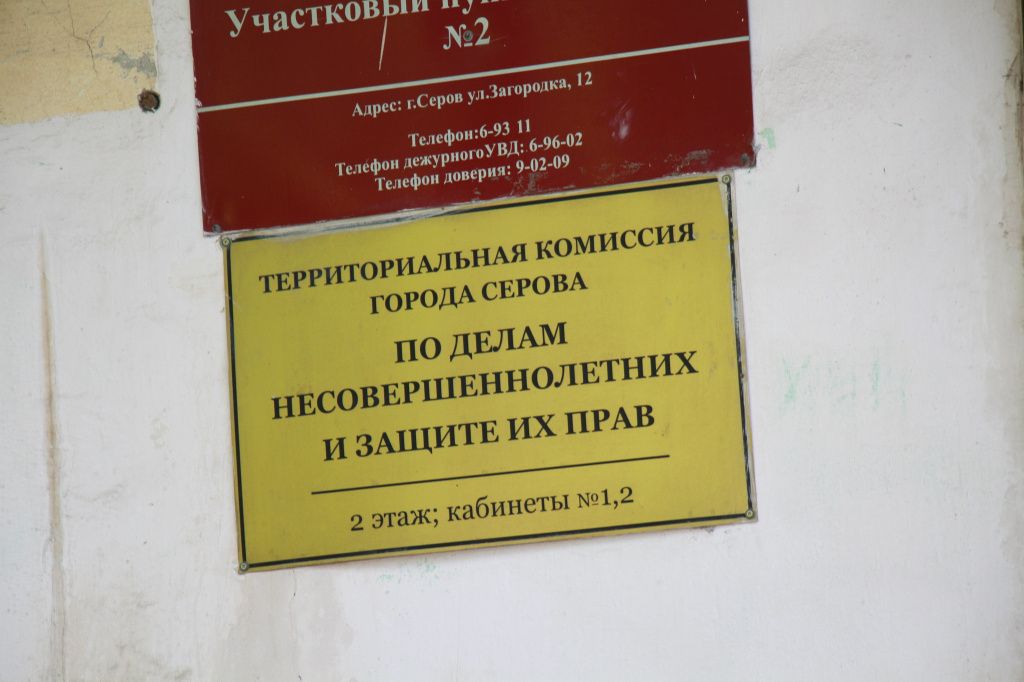 Участковый
№2
Адрес: г.Серов ул.Загородка, 12
Телефон:6-93 11
Телефон дежурногоУВД: 6-96-02
Телефон доверия: 9-02-09
ТЕРРИТОРИАЛЬНАЯ КОМИССИЯ
ГОРОДА СЕРОВА
ПО ДЕЛАМ
НЕСОВЕРШЕННОЛЕТНИХ
И ЗАЩИТЕ ИХ ПРАВ
2 этаж; кабинеты №1,2